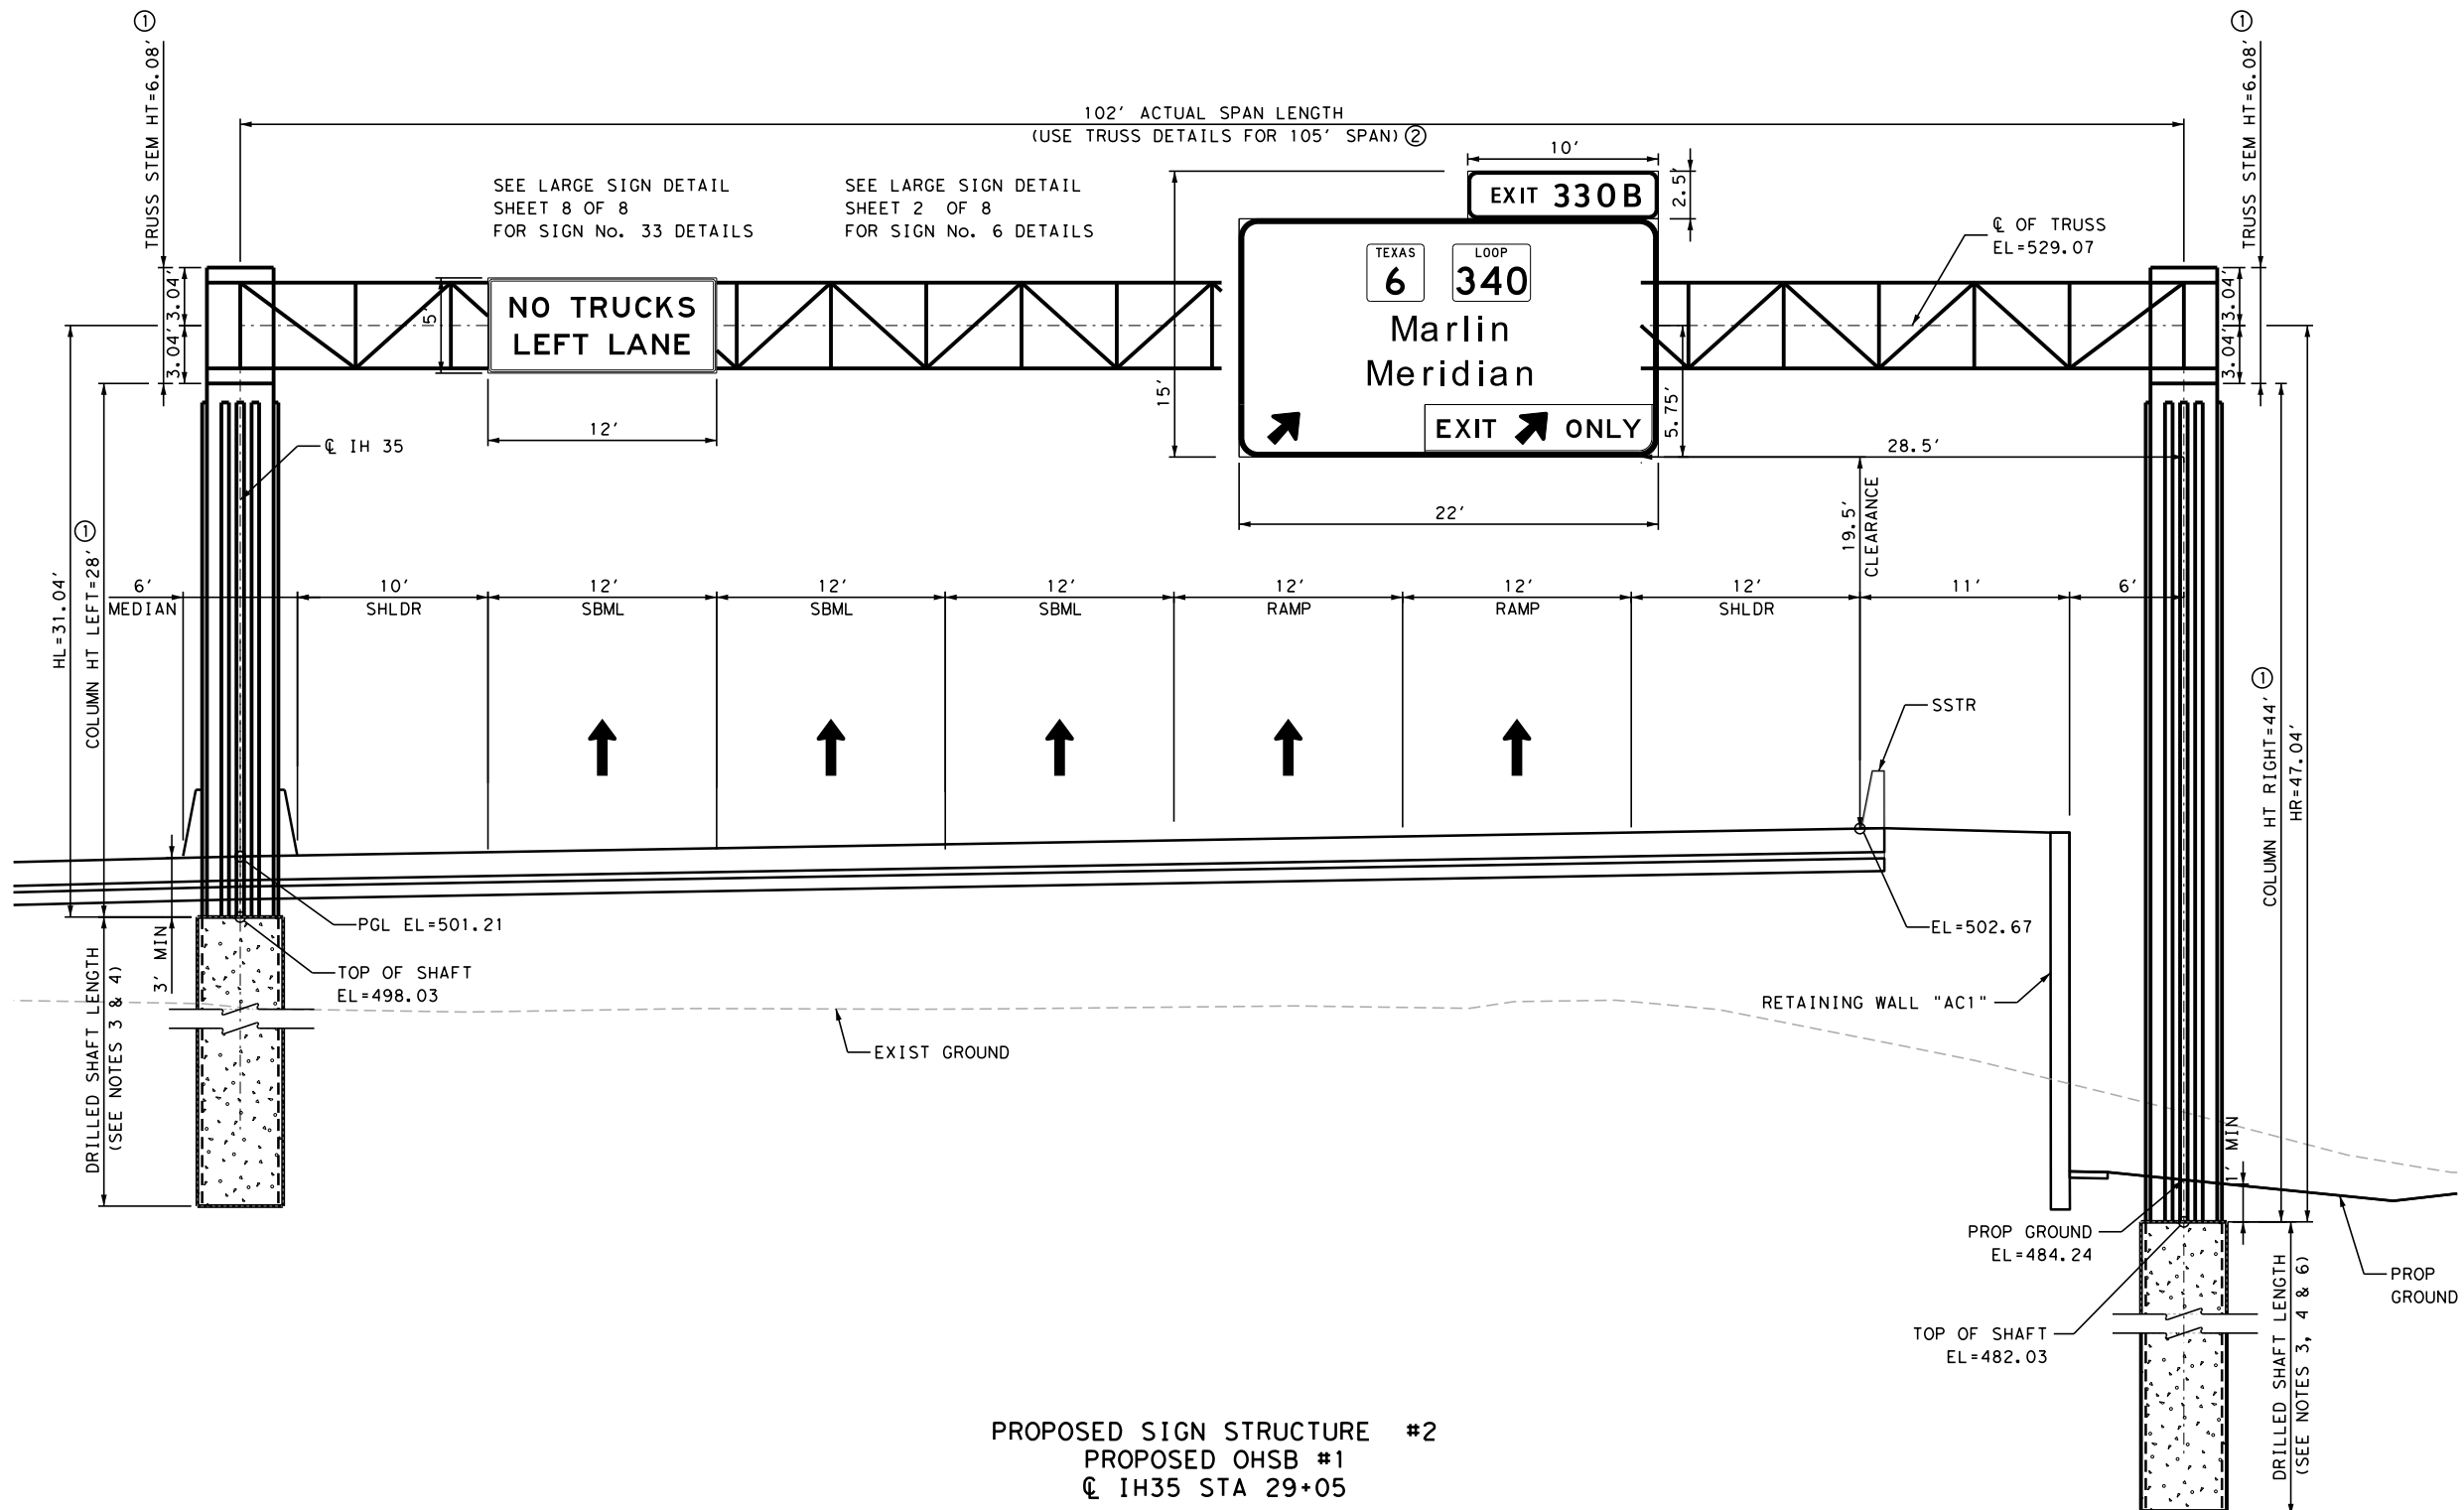 ①
①
TRUSS STEM HT=6.08'
TRUSS STEM HT=6.08'
102' ACTUAL SPAN LENGTH
(USE TRUSS DETAILS FOR 105' SPAN) ②
10'
2.5'
SEE LARGE SIGN DETAIL
SHEET 8 OF 8
FOR SIGN No. 33 DETAILS
SEE LARGE SIGN DETAIL
SHEET 2 OF 8
FOR SIGN No. 6 DETAILS
EXIT 330B
℄ OF TRUSS
EL=529.07
TEXAS
6
LOOP
340
Marlin
Meridian
EXIT ONLY
NO TRUCKS
LEFT LANE
3.04'
3.04'
5'
12'
15'
5.75'
3.04'
3.04'
28.5'
22'
℄ IH 35
19.5'
CLEARANCE
HL=31.04'
COLUMN HT LEFT=28' ①
6'
MEDIAN
10'
SHLDR
12'
SBML
12'
SBML
12'
SBML
12'
RAMP
12'
RAMP
12'
SHLDR
11'
6'
SSTR
COLUMN HT RIGHT=44' ①
HR=47.04'
PGL EL=501.21
EL=502.67
3' MIN
TOP OF SHAFT
EL=498.03
DRILLED SHAFT LENGTH
(SEE NOTES 3 & 4)
EXIST GROUND
RETAINING WALL "AC1"
1' MIN
PROP GROUND
EL=484.24
PROP
GROUND
TOP OF SHAFT
EL=482.03
DRILLED SHAFT LENGTH
(SEE NOTES 3, 4 & 6)
PROPOSED SIGN STRUCTURE #2
PROPOSED OHSB #1
℄ IH35 STA 29+05